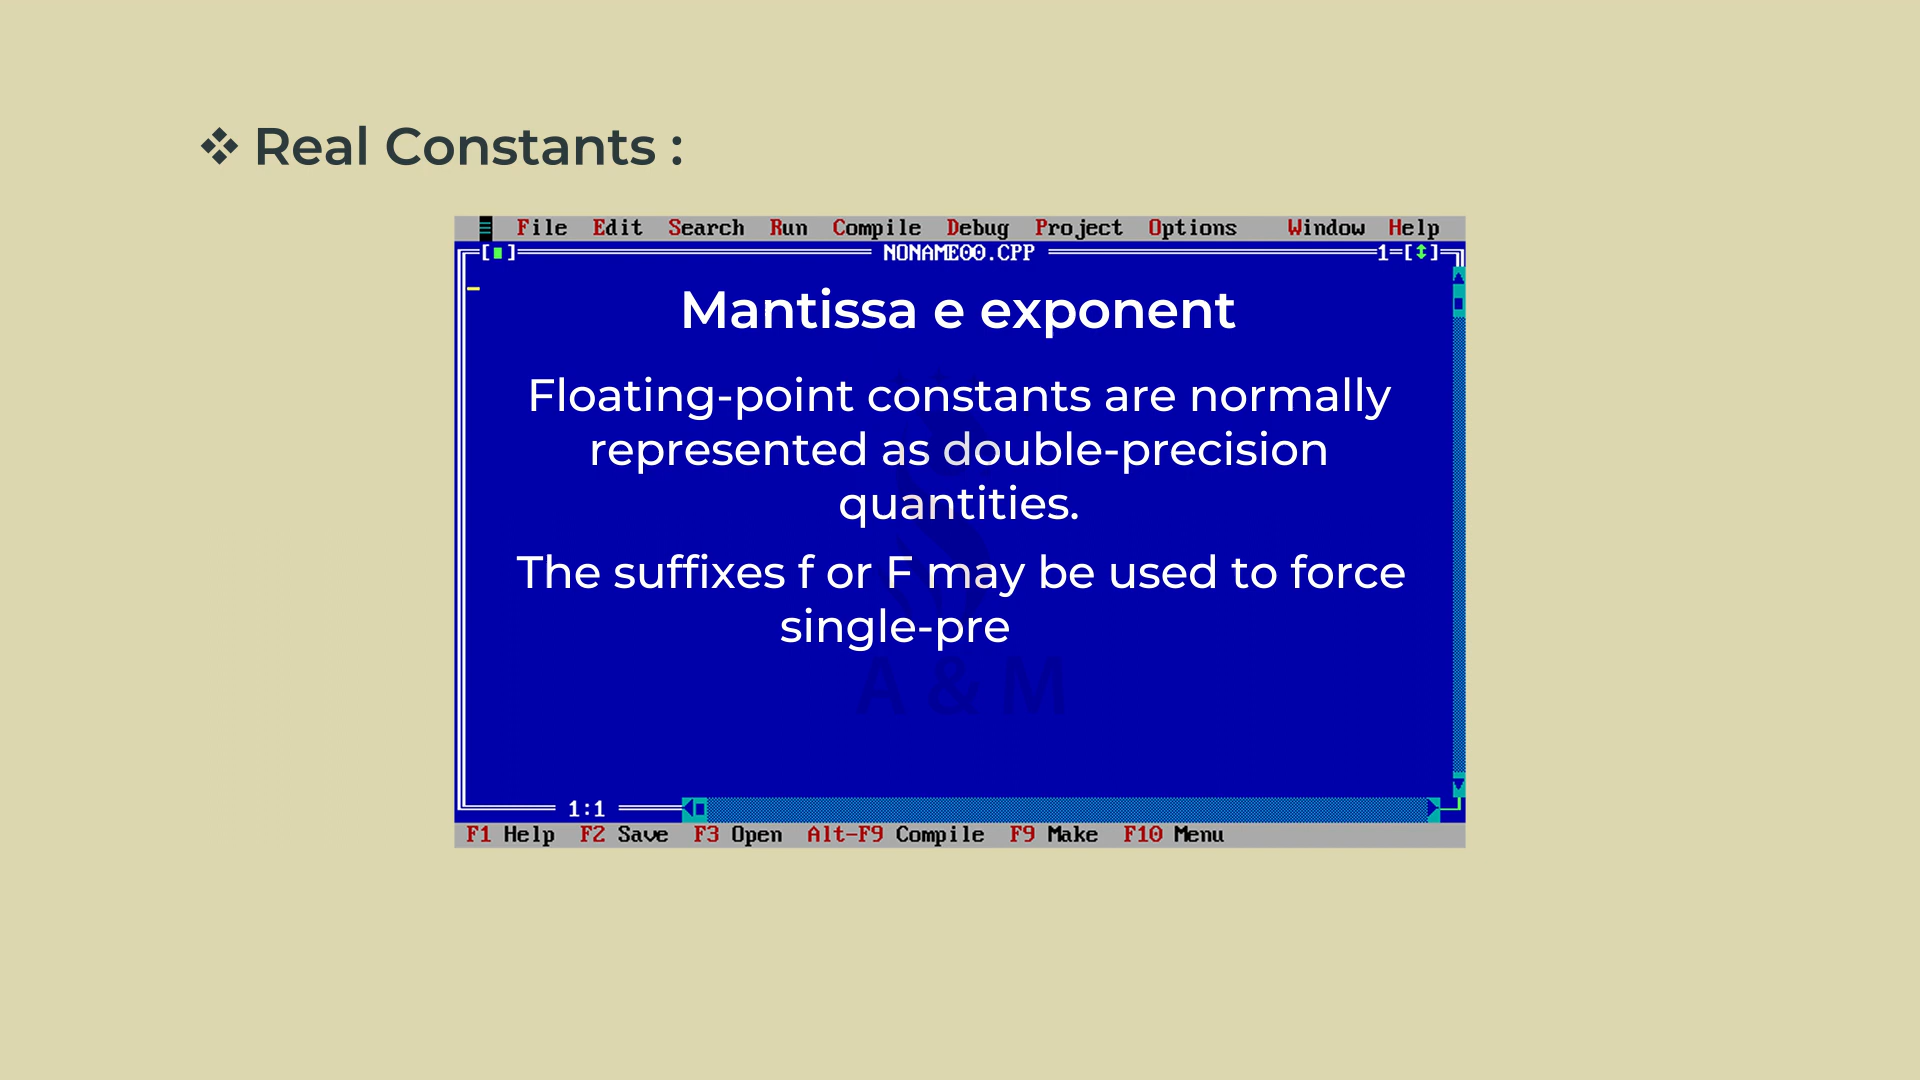 ❖ Real Constants :
≡ File Edit Search Run Compile Debug Project Options Window Help
[■] NONAME00.CPP 1=[↕]
Mantissa e exponent
Floating-point constants are normally
represented as double-precision
quantities.
The suffixes f or F may be used to force
single-pre
A & M
1:1
F1 Help F2 Save F3 Open Alt-F9 Compile F9 Make F10 Menu